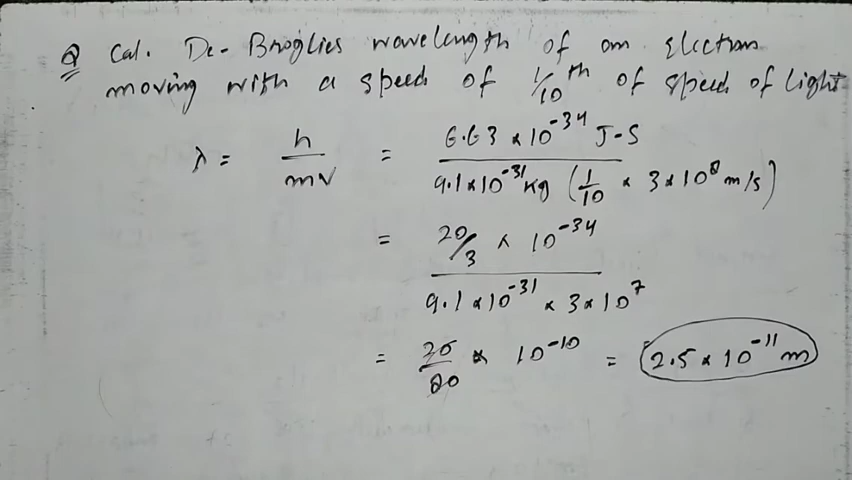 Q Cal. De-Broglies wavelength of an Electron
moving with a speed of 1/10th of speed of light
λ = h/mv = 6.63 × 10^-34 J-S / 9.1×10^-31 kg (1/10 × 3×10^8 m/s)
= 20/3 × 10^-34 / 9.1×10^-31 × 3×10^7
= 20/80 × 10^-10 = 2.5 × 10^-11 m